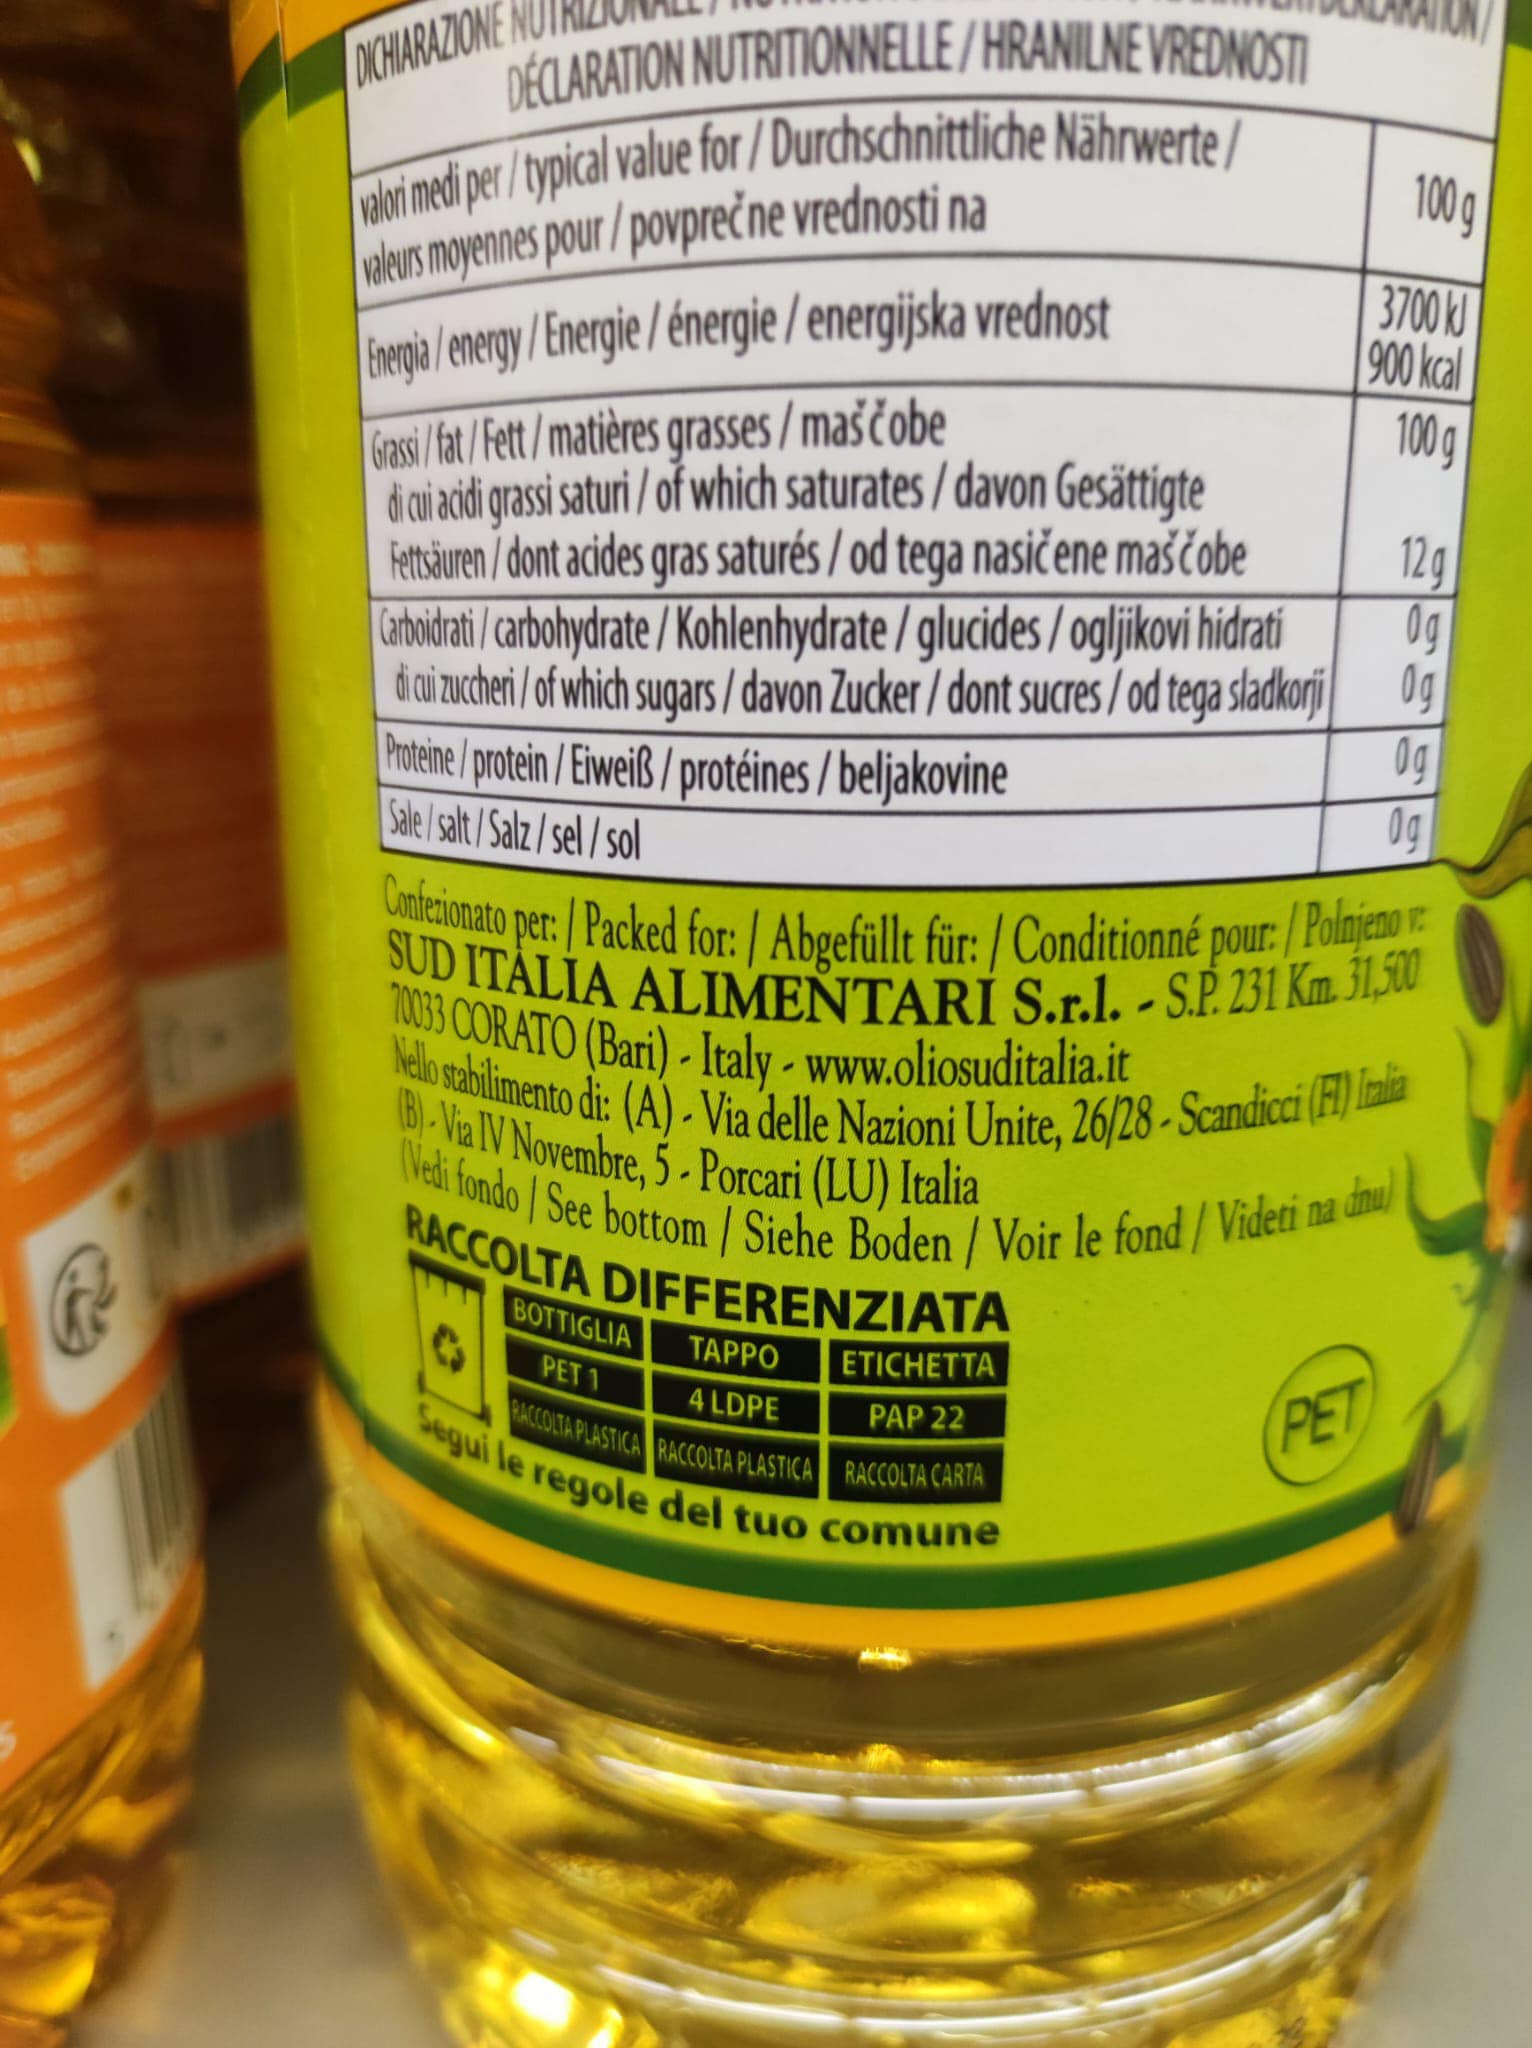 DICHIARAZIONE NUTRIZIONALE /
DÉCLARATION NUTRITIONNELLE / HRANILNE VREDNOSTI
valori medi per / typical value for / Durchschnittliche Nährwerte /
valeurs moyennes pour / povprečne vrednosti na
100 g
Energia / energy / Energie / énergie / energijska vrednost
3700 kJ
900 kcal
Grassi / fat / Fett / matières grasses / maščobe
100 g
di cui acidi grassi saturi / of which saturates / davon Gesättigte
Fettsäuren / dont acides gras saturés / od tega nasičene maščobe
12 g
Carboidrati / carbohydrate / Kohlenhydrate / glucides / ogljikovi hidrati
0 g
di cui zuccheri / of which sugars / davon Zucker / dont sucres / od tega sladkorji
0 g
Proteine / protein / Eiweiß / protéines / beljakovine
0 g
Sale / salt / Salz / sel / sol
0 g
Confezionato per: / Packed for: / Abgefüllt für: / Conditionné pour: / Polnjeno v:
SUD ITALIA ALIMENTARI S.r.l. - S.P. 231 Km. 31,500
70033 CORATO (Bari) - Italy - www.oliosuditalia.it
Nello stabilimento di: (A) - Via delle Nazioni Unite, 26/28 - Scandicci (FI) Italia
(B) - Via IV Novembre, 5 - Porcari (LU) Italia
(Vedi fondo / See bottom / Siehe Boden / Voir le fond / Videti na dnu)
RACCOLTA DIFFERENZIATA
BOTTIGLIA TAPPO ETICHETTA
PET 1 4 LDPE PAP 22
RACCOLTA PLASTICA RACCOLTA PLASTICA RACCOLTA CARTA
Segui le regole del tuo comune
PET